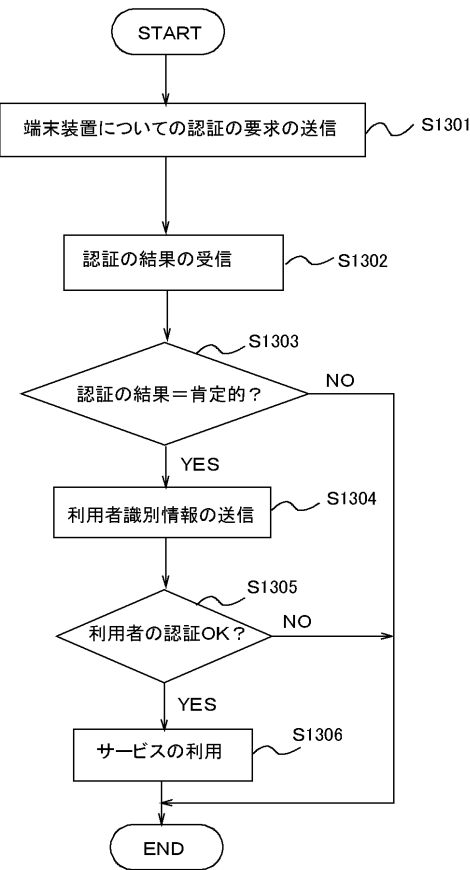 START
端末装置についての認証の要求の送信
S1301
認証の結果の受信
S1302
S1303
認証の結果＝肯定的？
NO
YES
利用者識別情報の送信
S1304
S1305
利用者の認証OK？
NO
YES
サービスの利用
S1306
END